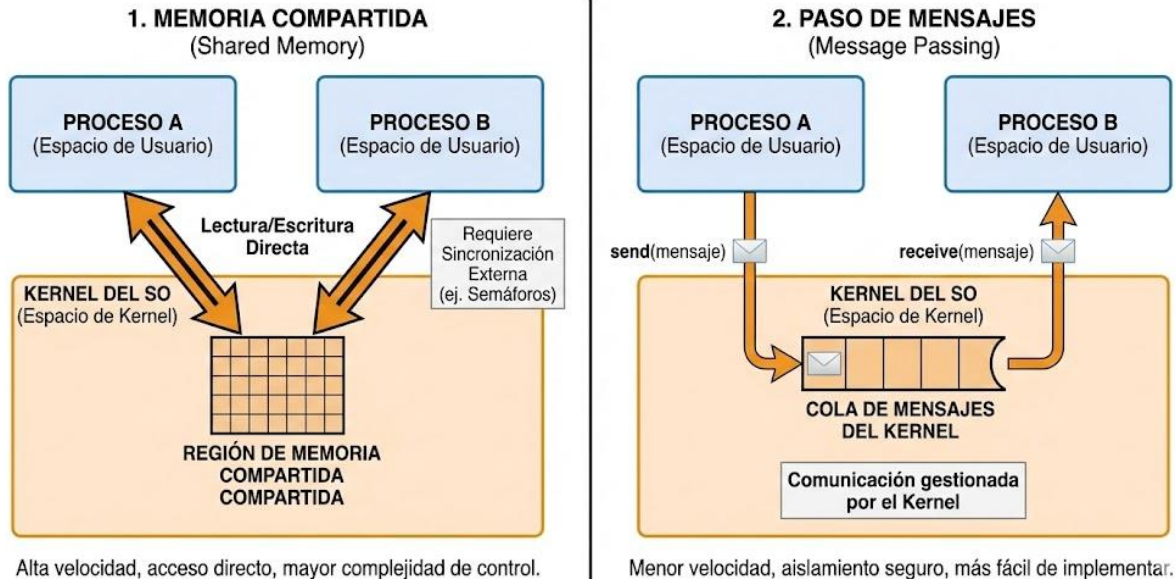 1. MEMORIA COMPARTIDA
(Shared Memory)
PROCESO A
(Espacio de Usuario)
PROCESO B
(Espacio de Usuario)
Lectura/Escritura
Directa
Requiere
Sincronización
Externa
(ej. Semáforos)
KERNEL DEL SO
(Espacio de Kernel)
REGIÓN DE MEMORIA
COMPARTIDA
COMPARTIDA
Alta velocidad, acceso directo, mayor complejidad de control.
2. PASO DE MENSAJES
(Message Passing)
PROCESO A
(Espacio de Usuario)
PROCESO B
(Espacio de Usuario)
send(mensaje)
receive(mensaje)
KERNEL DEL SO
(Espacio de Kernel)
COLA DE MENSAJES
DEL KERNEL
Comunicación gestionada
por el Kernel
Menor velocidad, aislamiento seguro, más fácil de implementar.